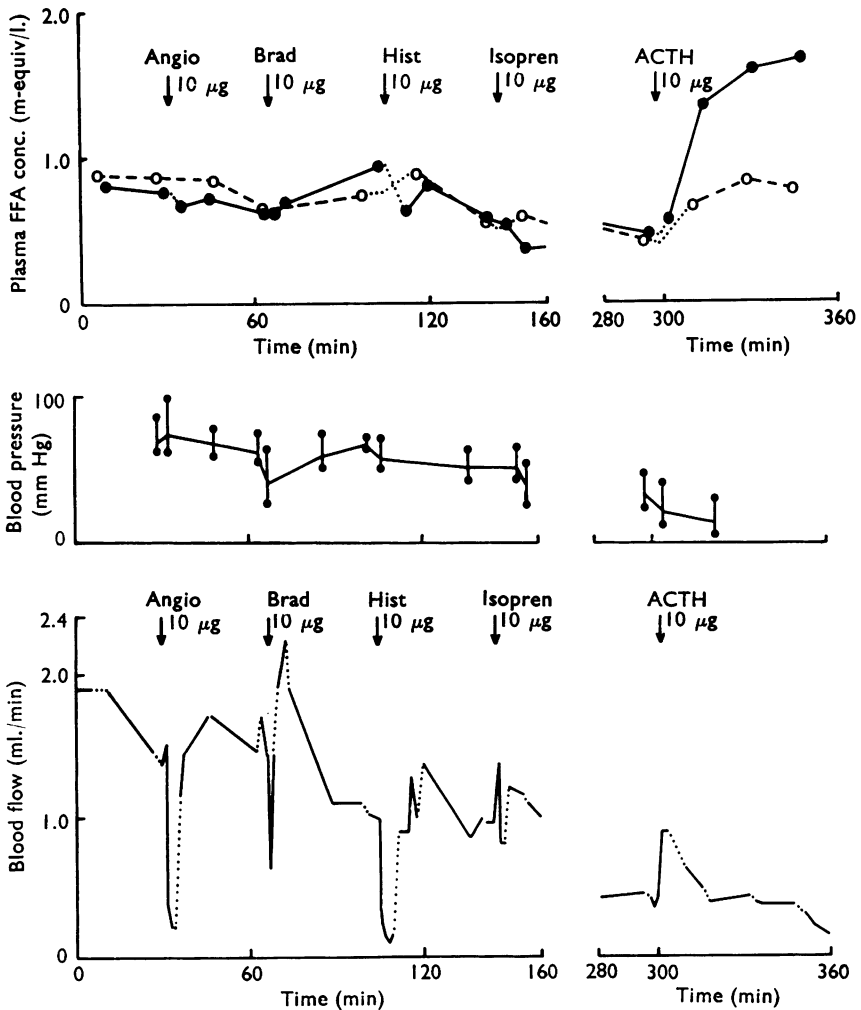 Plasma FFA conc. (m-equiv/l.)
2.0
1.0
0
Angio
10 μg
Brad
10 μg
Hist
10 μg
Isopren
10 μg
ACTH
10 μg
0 60 120 160 280 300 360
Time (min) Time (min)
Blood pressure
(mm Hg)
100
0
Blood flow (ml./min)
2.4
2.0
1.0
0
Angio
10 μg
Brad
10 μg
Hist
10 μg
Isopren
10 μg
ACTH
10 μg
0 60 120 160 280 300 360
Time (min) Time (min)